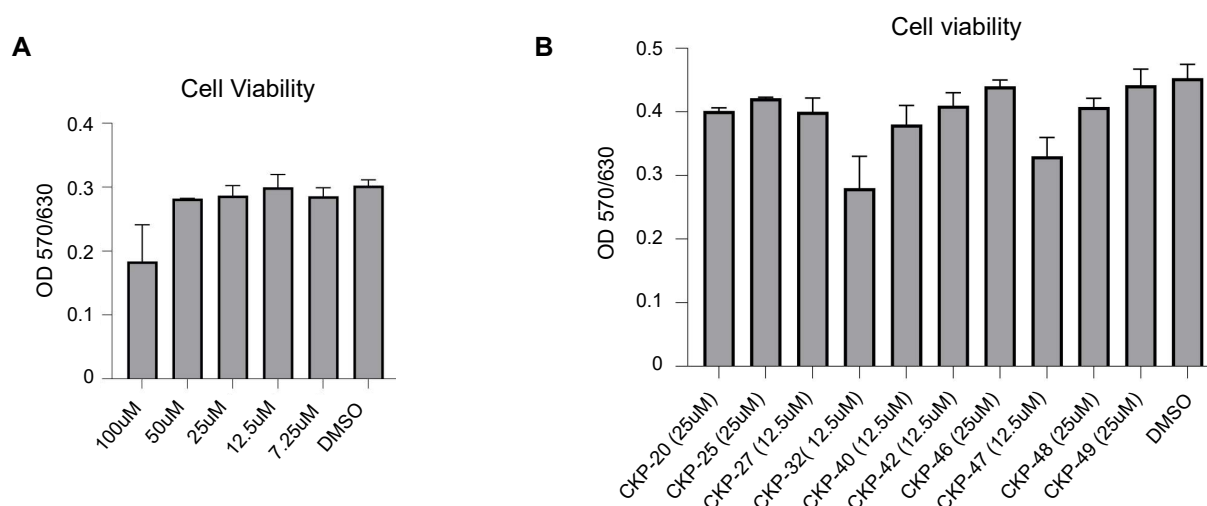 A
Cell Viability
OD 570/630
0.4
0.3
0.2
0.1
0
100uM
50uM
25uM
12.5uM
7.25uM
DMSO
B
Cell viability
OD 570/630
0.5
0.4
0.3
0.2
0.1
0
CKP-20 (25uM)
CKP-25 (25uM)
CKP-27 (12.5uM)
CKP-32( 12.5uM)
CKP-40 (12.5uM)
CKP-42 (12.5uM)
CKP-46 (25uM)
CKP-47 (12.5uM)
CKP-48 (25uM)
CKP-49 (25uM)
DMSO